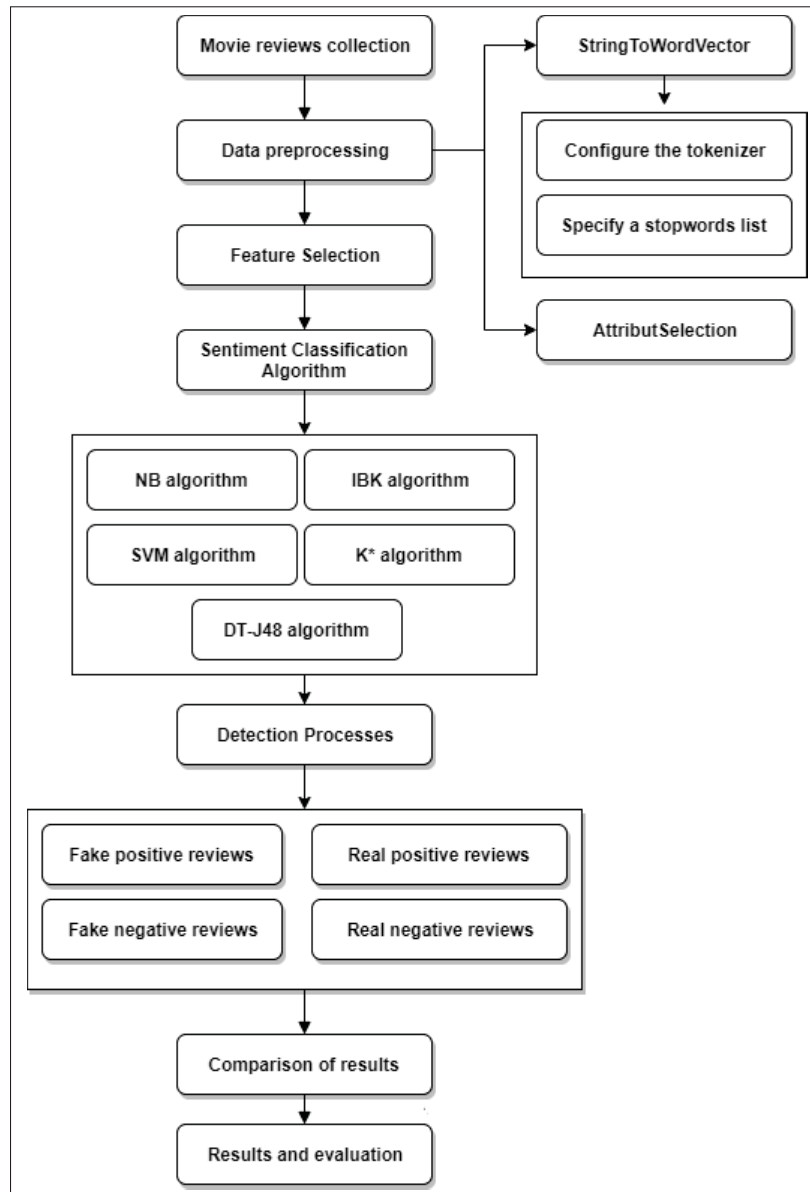 Movie reviews collection
StringToWordVector
Data preprocessing
Configure the tokenizer
Specify a stopwords list
Feature Selection
AttributSelection
Sentiment Classification
Algorithm
NB algorithm
IBK algorithm
SVM algorithm
K* algorithm
DT-J48 algorithm
Detection Processes
Fake positive reviews
Real positive reviews
Fake negative reviews
Real negative reviews
Comparison of results
Results and evaluation